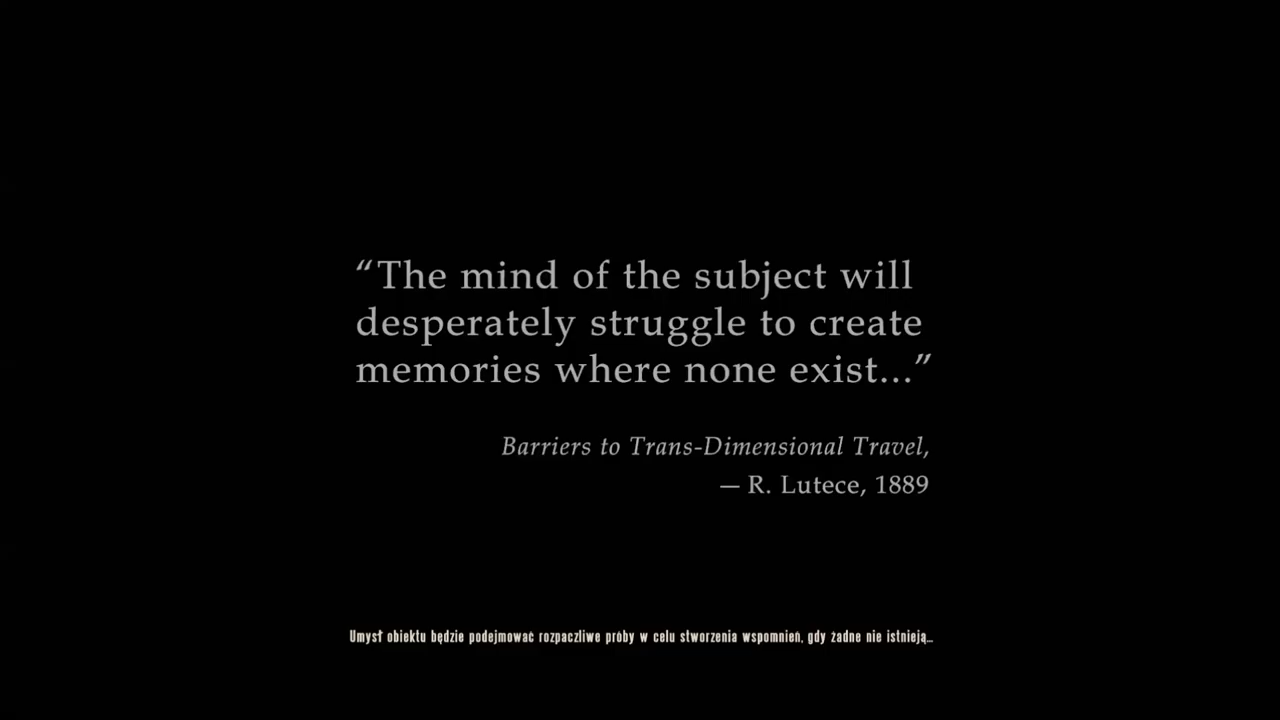 “The mind of the subject will
desperately struggle to create
memories where none exist...”
Barriers to Trans-Dimensional Travel,
— R. Lutece, 1889
Umysł obiektu będzie podejmować rozpaczliwe próby w celu stworzenia wspomnień, gdy żadne nie istnieją...